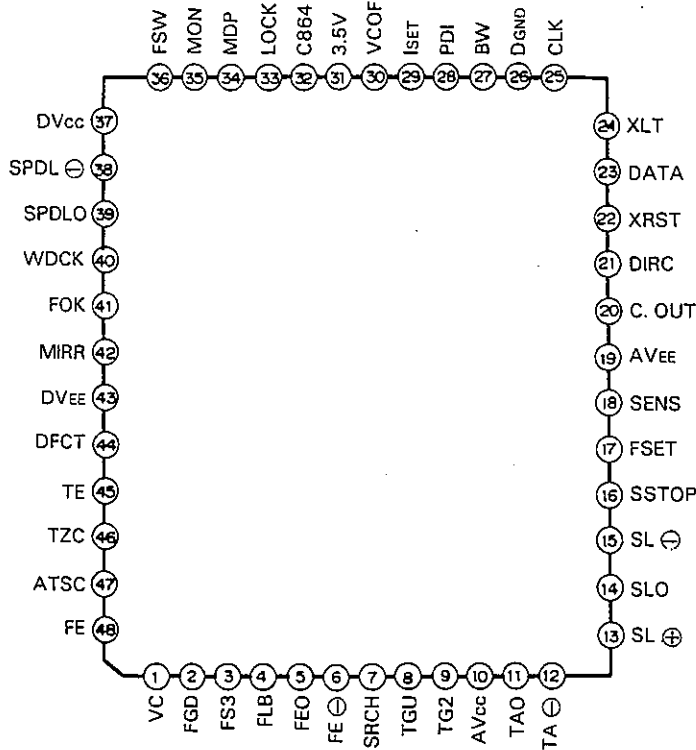 FSW MON MDP LOCK C864 3.5V VCOF ISET PDI BW DGND CLK
36 35 34 33 32 31 30 29 28 27 26 25
DVcc 37
24 XLT
SPDL ⊖ 38
23 DATA
SPDLO 39
22 XRST
WDCK 40
21 DIRC
FOK 41
20 C. OUT
MIRR 42
19 AVEE
DVEE 43
18 SENS
DFCT 44
17 FSET
TE 45
16 SSTOP
TZC 46
15 SL ⊖
ATSC 47
14 SLO
FE 48
13 SL ⊕
1 2 3 4 5 6 7 8 9 10 11 12
VC FGD FS3 FLB FEO FE ⊖ SRCH TGU TG2 AVcc TAO TA ⊖